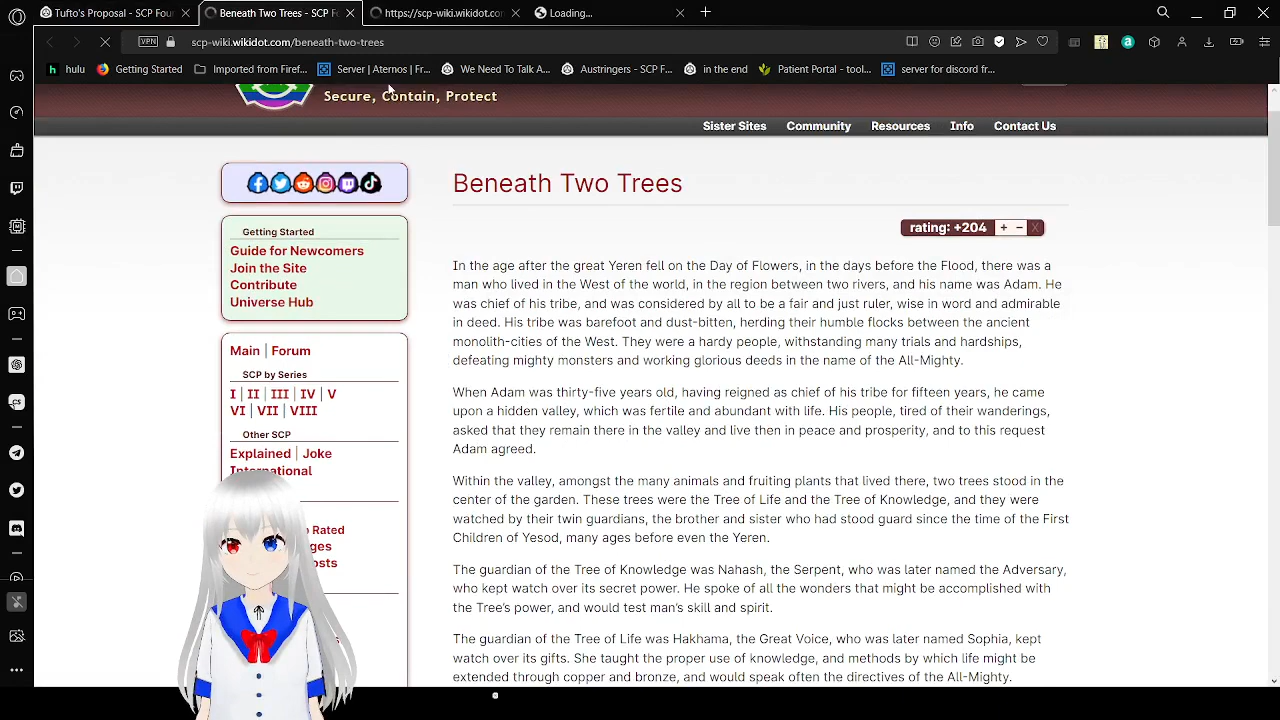 Tufto's Proposal - SCP Foun
Beneath Two Trees - SCP F
https://scp-wiki.wikidot.con
Loading...
VPN
scp-wiki.wikidot.com/beneath-two-trees
hulu
Getting Started
Imported from Firef...
Server | Aternos | Fr...
We Need To Talk A...
Austringers - SCP F...
in the end
Patient Portal - tool...
server for discord fr...
Secure, Contain, Protect
Sister Sites
Community
Resources
Info
Contact Us
Getting Started
Guide for Newcomers
Join the Site
Contribute
Universe Hub
Main | Forum
SCP by Series
I | II | III | IV | V
VI | VII | VIII
Other SCP
Explained | Joke
International
Rated
Beneath Two Trees
rating: +204 + − X
In the age after the great Yeren fell on the Day of Flowers, in the days before the Flood, there was a
man who lived in the West of the world, in the region between two rivers, and his name was Adam. He
was chief of his tribe, and was considered by all to be a fair and just ruler, wise in word and admirable
in deed. His tribe was barefoot and dust-bitten, herding their humble flocks between the ancient
monolith-cities of the West. They were a hardy people, withstanding many trials and hardships,
defeating mighty monsters and working glorious deeds in the name of the All-Mighty.
When Adam was thirty-five years old, having reigned as chief of his tribe for fifteen years, he came
upon a hidden valley, which was fertile and abundant with life. His people, tired of their wanderings,
asked that they remain there in the valley and live then in peace and prosperity, and to this request
Adam agreed.
Within the valley, amongst the many animals and fruiting plants that lived there, two trees stood in the
center of the garden. These trees were the Tree of Life and the Tree of Knowledge, and they were
watched by their twin guardians, the brother and sister who had stood guard since the time of the First
Children of Yesod, many ages before even the Yeren.
The guardian of the Tree of Knowledge was Nahash, the Serpent, who was later named the Adversary,
who kept watch over its secret power. He spoke of all the wonders that might be accomplished with
the Tree's power, and would test man's skill and spirit.
The guardian of the Tree of Life was Hakhama, the Great Voice, who was later named Sophia, kept
watch over its gifts. She taught the proper use of knowledge, and methods by which life might be
extended through copper and bronze, and would speak often the directives of the All-Mighty.